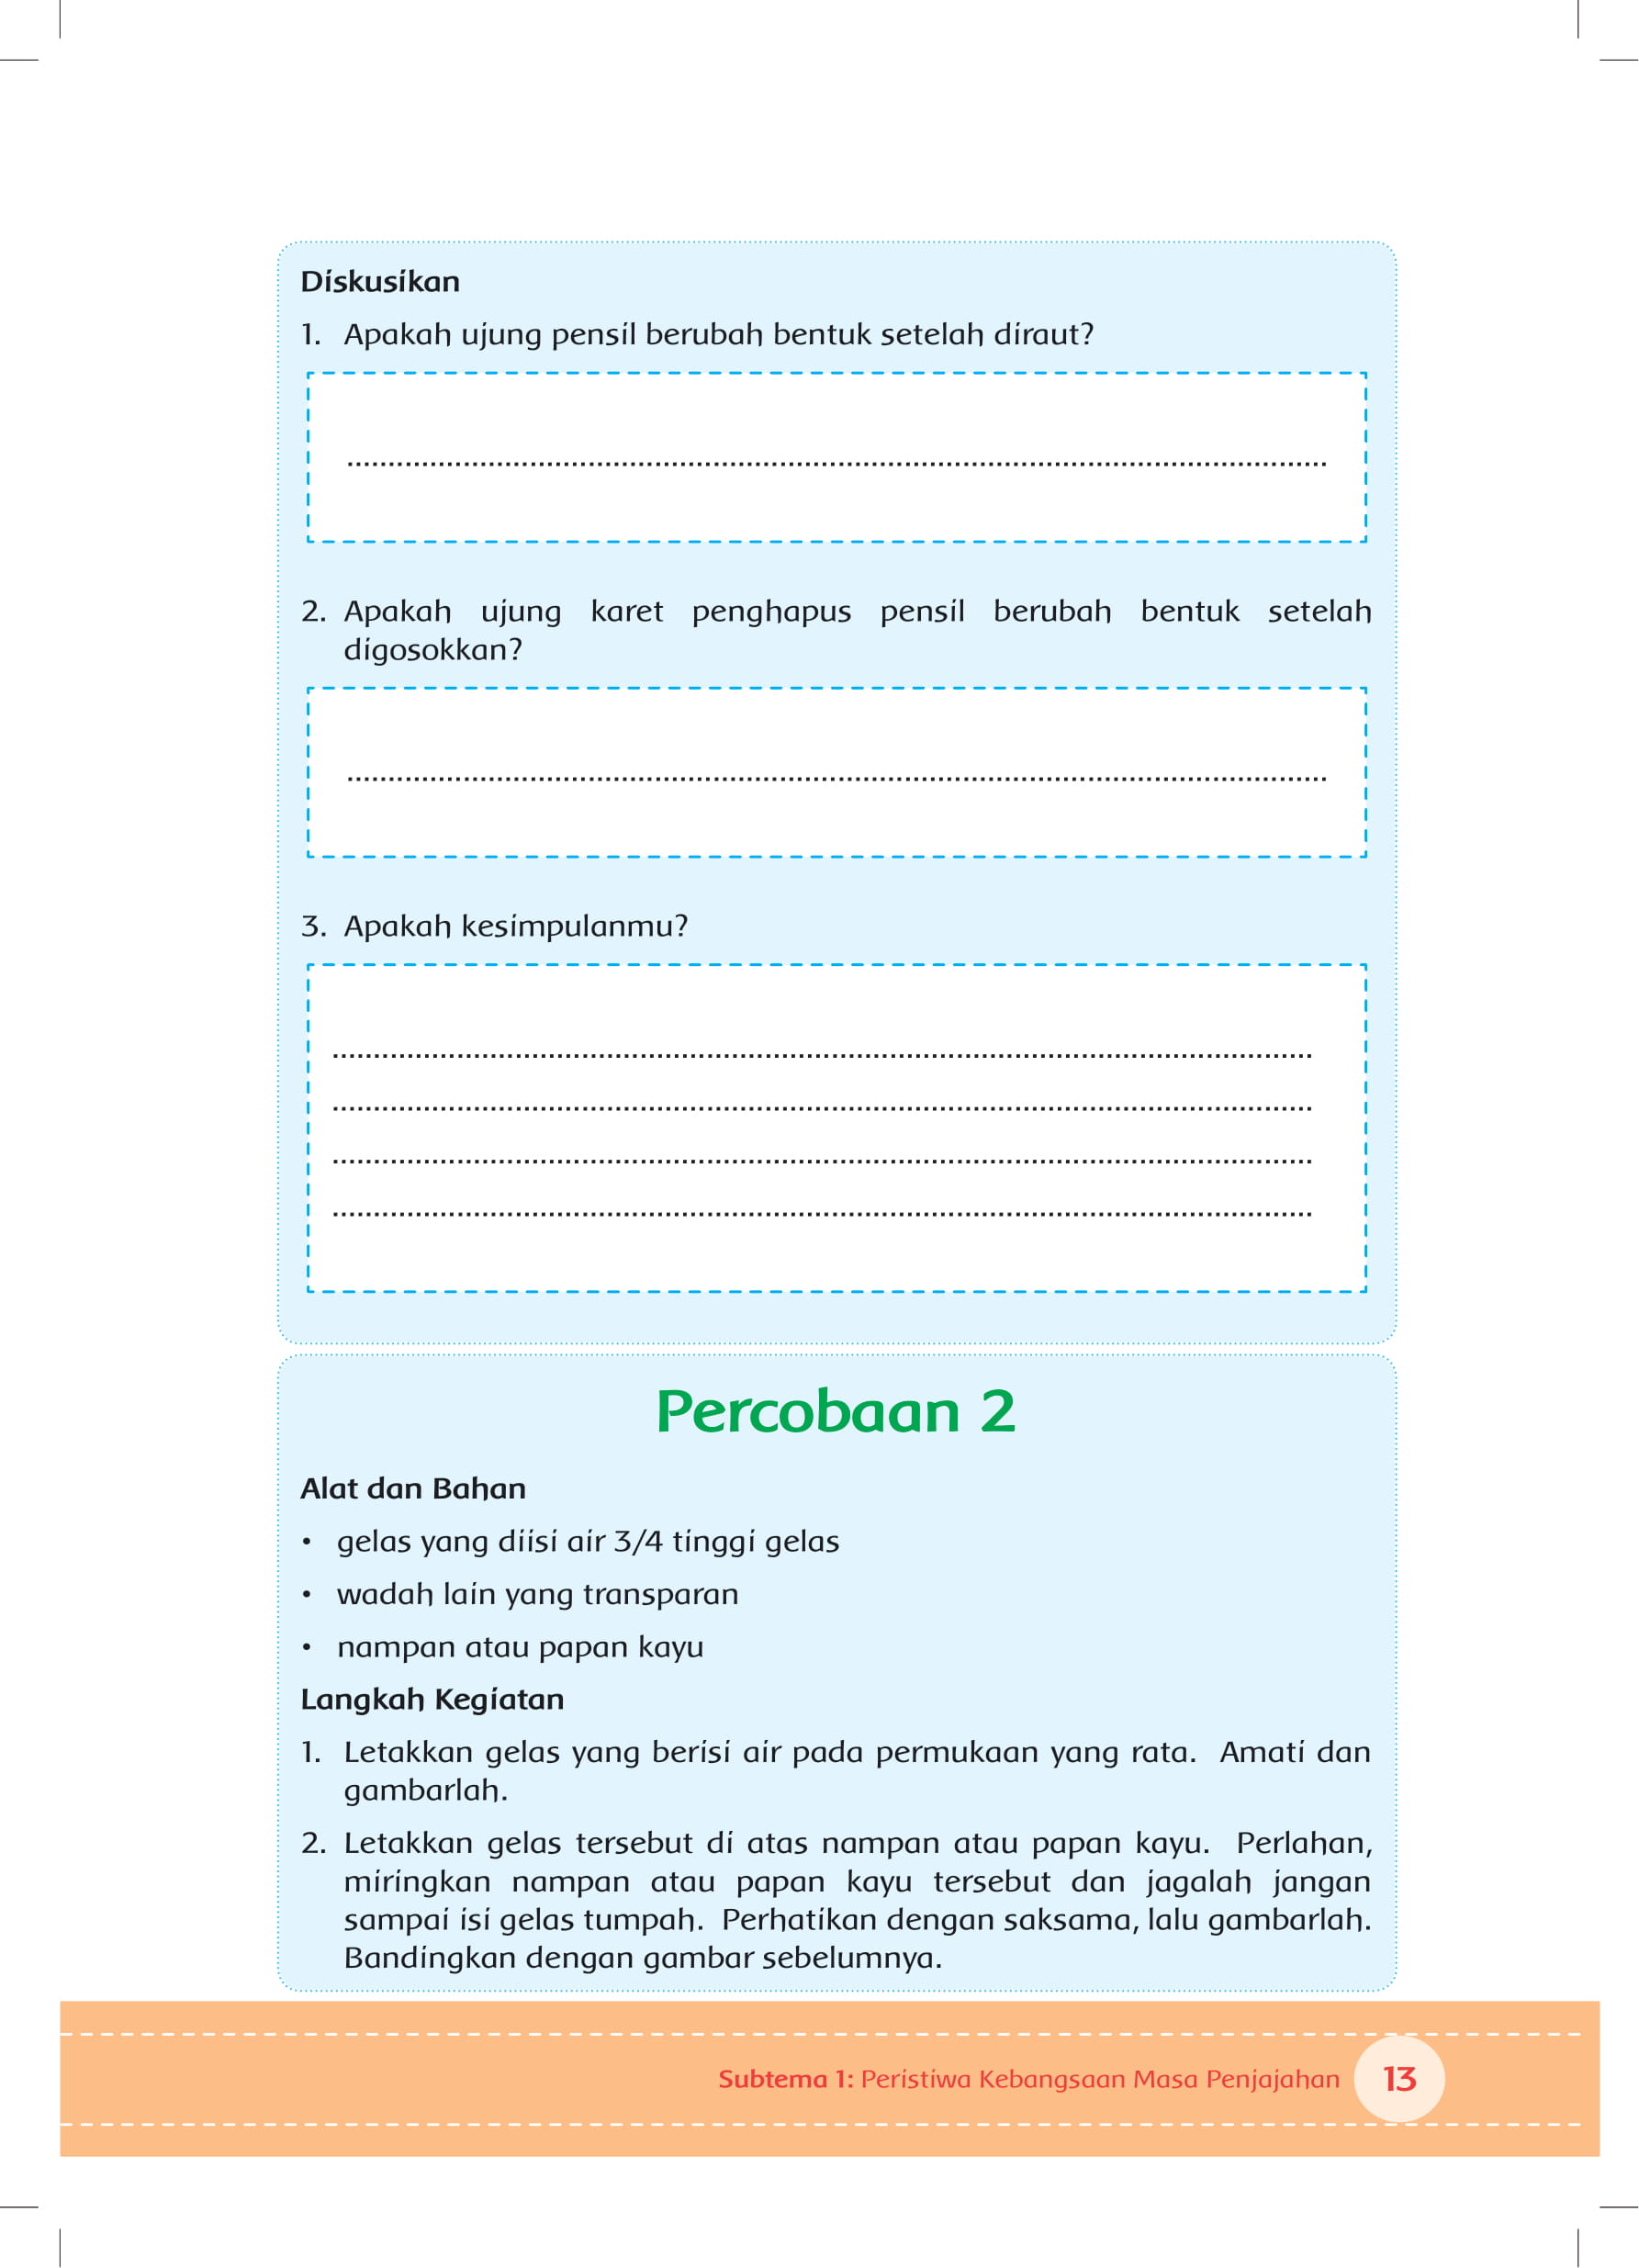 Diskusikan
1. Apakah ujung pensil berubah bentuk setelah diraut?
2. Apakah ujung karet penghapus pensil berubah bentuk setelah
digosokkan?
3. Apakah kesimpulanmu?
Percobaan 2
Alat dan Bahan
• gelas yang diisi air 3/4 tinggi gelas
• wadah lain yang transparan
• nampan atau papan kayu
Langkah Kegiatan
1. Letakkan gelas yang berisi air pada permukaan yang rata. Amati dan
gambarlah.
2. Letakkan gelas tersebut di atas nampan atau papan kayu. Perlahan,
miringkan nampan atau papan kayu tersebut dan jagalah jangan
sampai isi gelas tumpah. Perhatikan dengan saksama, lalu gambarlah.
Bandingkan dengan gambar sebelumnya.
Subtema 1: Peristiwa Kebangsaan Masa Penjajahan 13